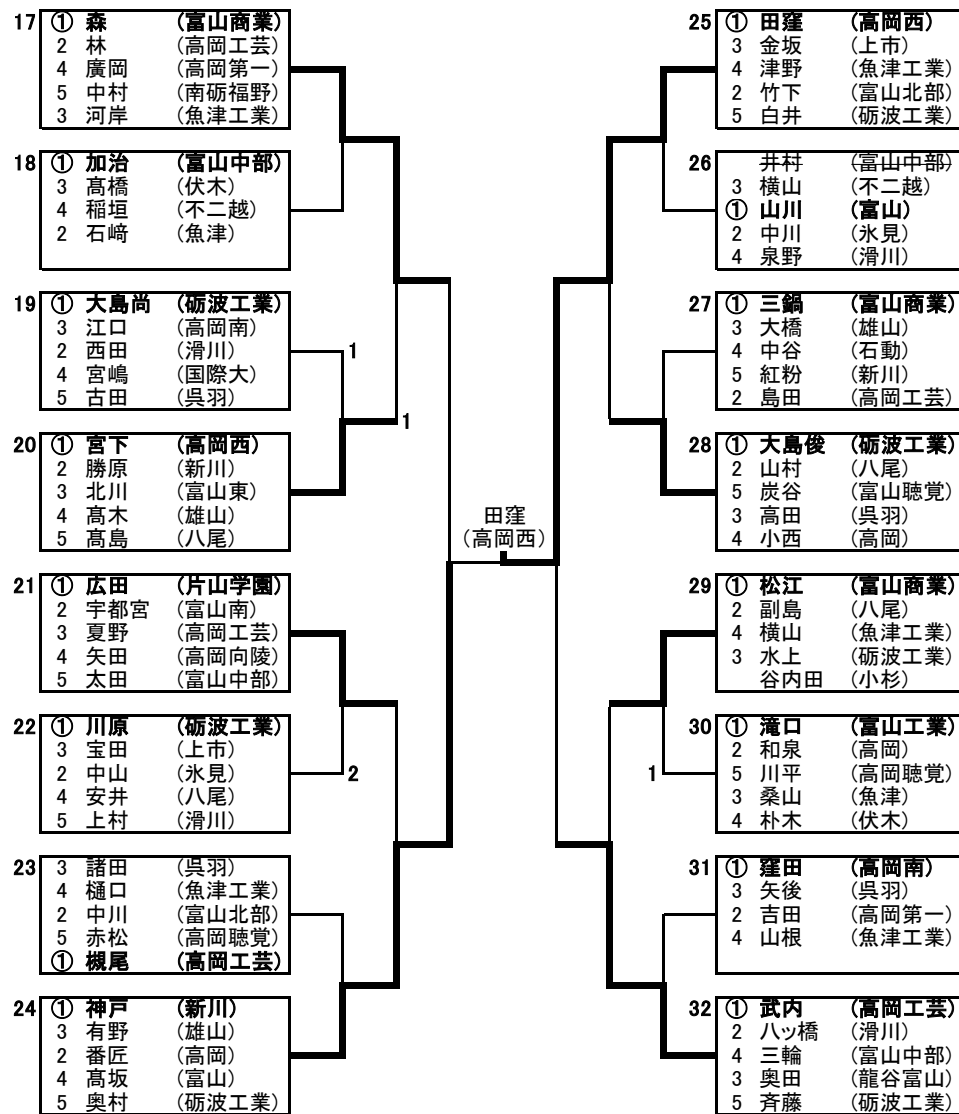 17 ① 森 (富山商業)
2 林 (高岡工芸)
4 廣岡 (高岡第一)
5 中村 (南砺福野)
3 河岸 (魚津工業)
18 ① 加治 (富山中部)
3 髙橋 (伏木)
4 稲垣 (不二越)
2 石﨑 (魚津)
19 ① 大島尚 (砺波工業)
3 江口 (高岡南)
2 西田 (滑川)
4 宮嶋 (国際大)
5 古田 (呉羽)
1
1
20 ① 宮下 (高岡西)
2 勝原 (新川)
3 北川 (富山東)
4 髙木 (雄山)
5 髙島 (八尾)
21 ① 広田 (片山学園)
2 宇都宮 (富山南)
3 夏野 (高岡工芸)
4 矢田 (高岡向陵)
5 太田 (富山中部)
22 ① 川原 (砺波工業)
3 宝田 (上市)
2 中山 (氷見)
4 安井 (八尾)
5 上村 (滑川)
2
23 3 諸田 (呉羽)
4 樋口 (魚津工業)
2 中川 (富山北部)
5 赤松 (高岡聴覚)
① 槻尾 (高岡工芸)
24 ① 神戸 (新川)
3 有野 (雄山)
2 番匠 (高岡)
4 髙坂 (富山)
5 奥村 (砺波工業)
田窪
(高岡西)
25 ① 田窪 (高岡西)
3 金坂 (上市)
4 津野 (魚津工業)
2 竹下 (富山北部)
5 白井 (砺波工業)
26 井村 (富山中部)
3 横山 (不二越)
① 山川 (富山)
2 中川 (氷見)
4 泉野 (滑川)
27 ① 三鍋 (富山商業)
3 大橋 (雄山)
4 中谷 (石動)
5 紅粉 (新川)
2 島田 (高岡工芸)
28 ① 大島俊 (砺波工業)
2 山村 (八尾)
5 炭谷 (富山聴覚)
3 高田 (呉羽)
4 小西 (高岡)
29 ① 松江 (富山商業)
2 副島 (八尾)
4 横山 (魚津工業)
3 水上 (砺波工業)
谷内田 (小杉)
30 ① 滝口 (富山工業)
2 和泉 (高岡)
5 川平 (高岡聴覚)
3 桑山 (魚津)
4 朴木 (伏木)
1
31 ① 窪田 (高岡南)
3 矢後 (呉羽)
2 吉田 (高岡第一)
4 山根 (魚津工業)
32 ① 武内 (高岡工芸)
2 八ッ橋 (滑川)
4 三輪 (富山中部)
3 奥田 (龍谷富山)
5 斉藤 (砺波工業)